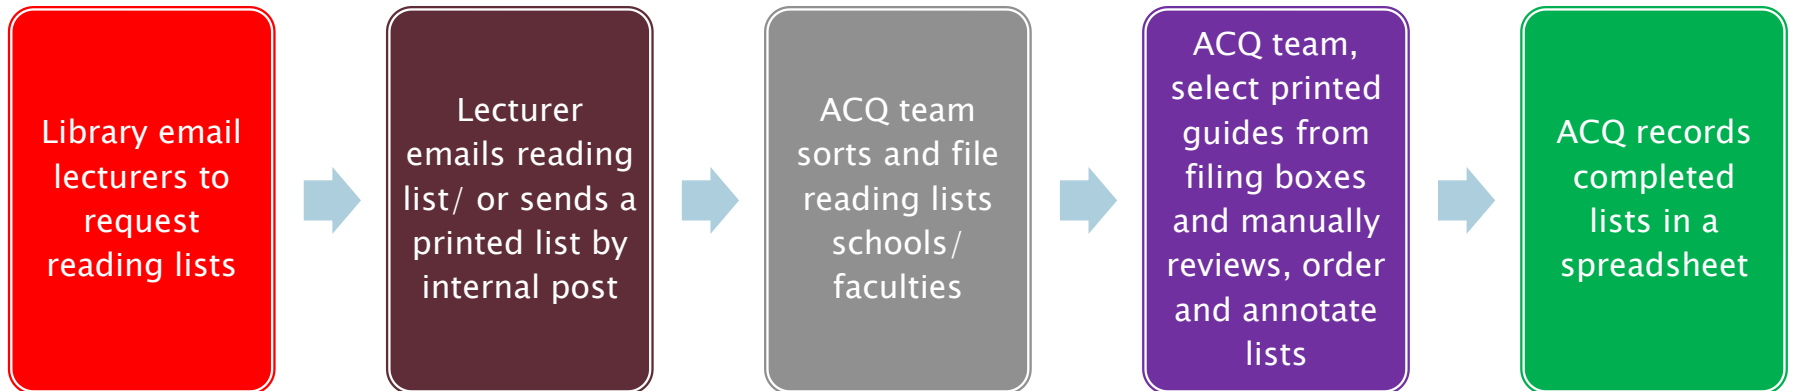 Library email
lecturers to
request
reading lists
Lecturer
emails reading
list/ or sends a
printed list by
internal post
ACQ team
sorts and file
reading lists
schools/
faculties
ACQ team,
select printed
guides from
filing boxes
and manually
reviews, order
and annotate
lists
ACQ records
completed
lists in a
spreadsheet